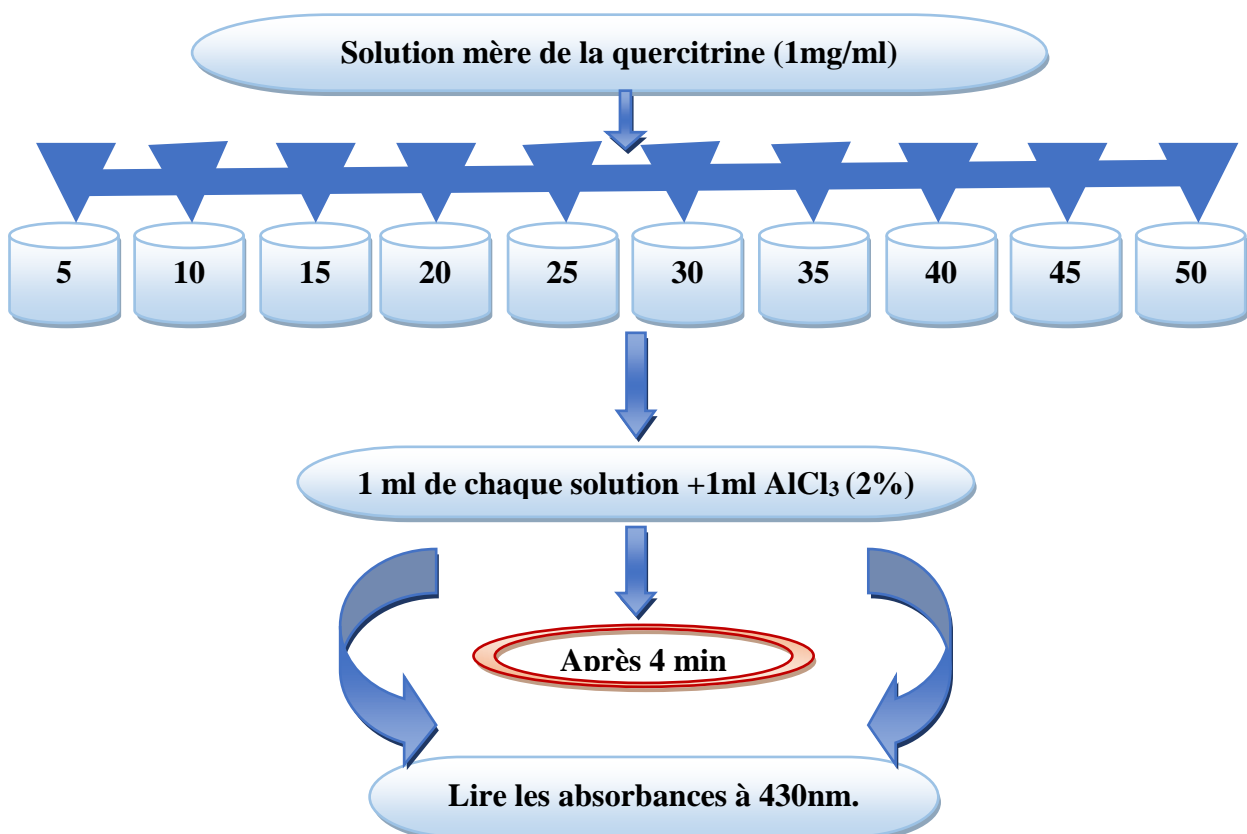 Solution mère de la quercitrine (1mg/ml)
5 10 15 20 25 30 35 40 45 50
1 ml de chaque solution +1ml AlCl₃ (2%)
Après 4 min
Lire les absorbances à 430nm.